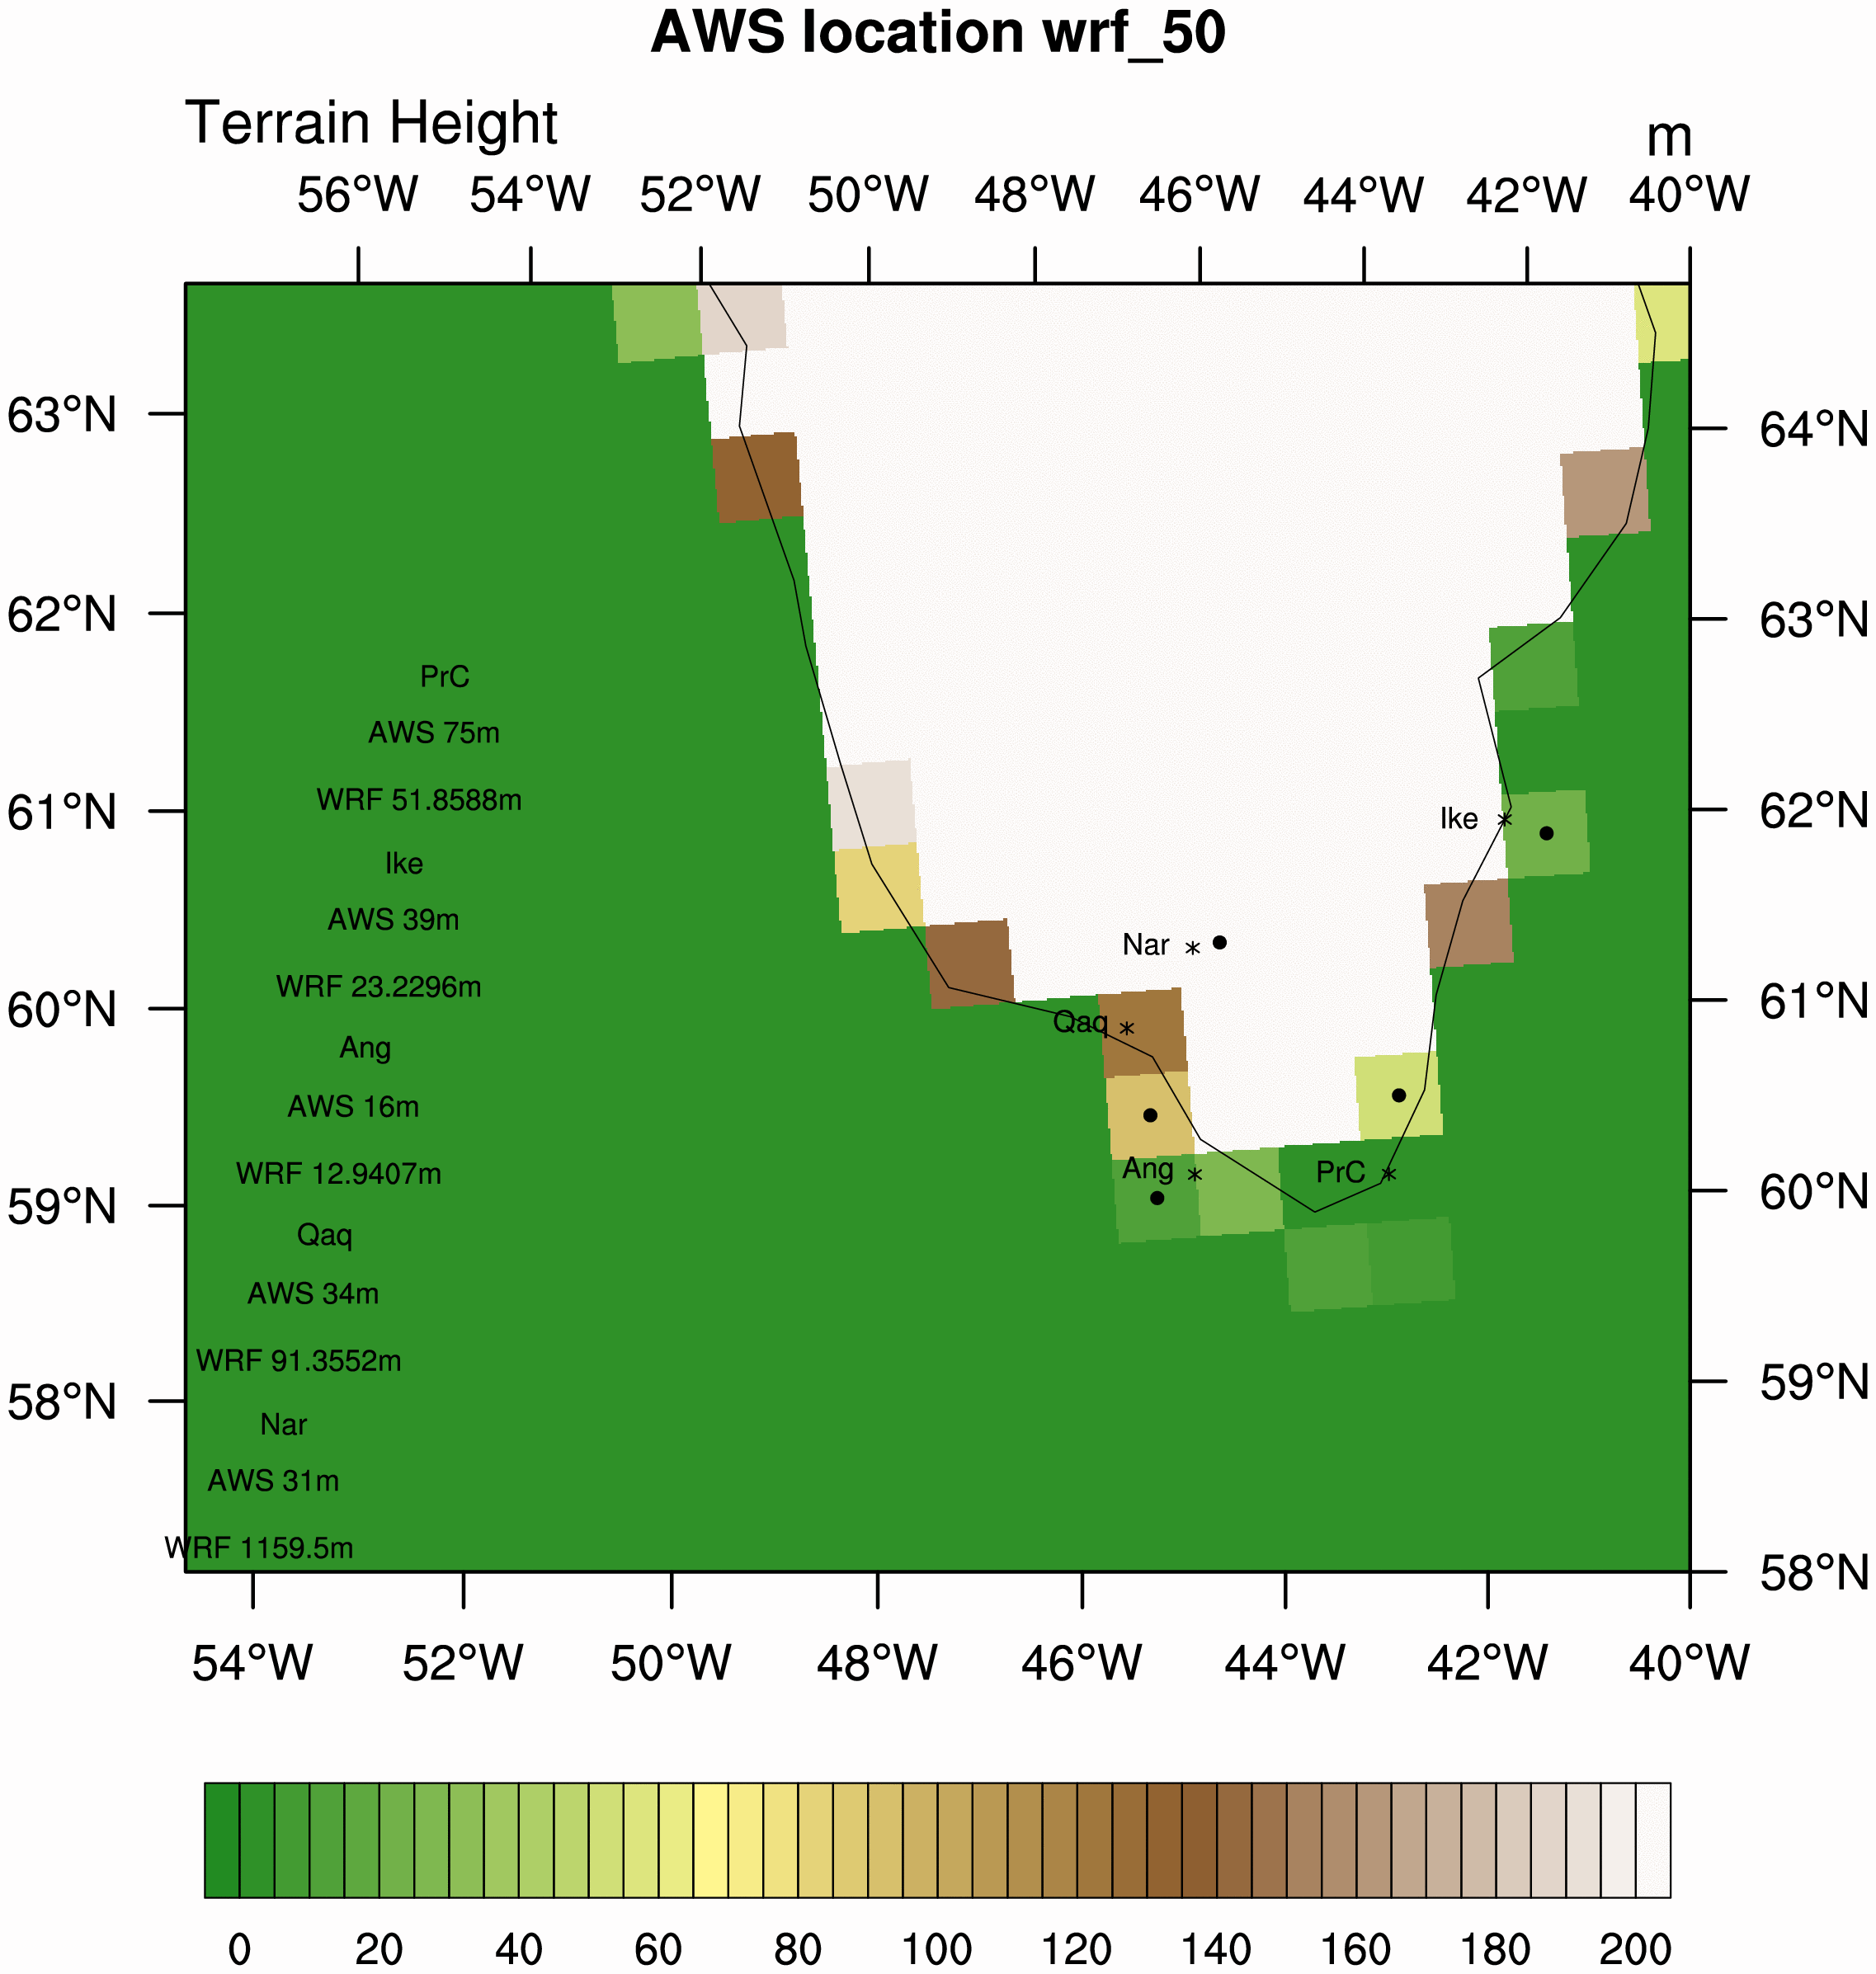 AWS location wrf_50
Terrain Height m
56°W 54°W 52°W 50°W 48°W 46°W 44°W 42°W 40°W
63°N 64°N
62°N 63°N
PrC
AWS 75m
WRF 51.8588m
61°N Ike 62°N
Ike
AWS 39m
Nar
WRF 23.2296m
60°N 61°N
Qaq
Ang
AWS 16m
WRF 12.9407m Ang PrC
59°N 60°N
Qaq
AWS 34m
WRF 91.3552m
58°N 59°N
Nar
AWS 31m
WRF 1159.5m
58°N
54°W 52°W 50°W 48°W 46°W 44°W 42°W 40°W
0 20 40 60 80 100 120 140 160 180 200